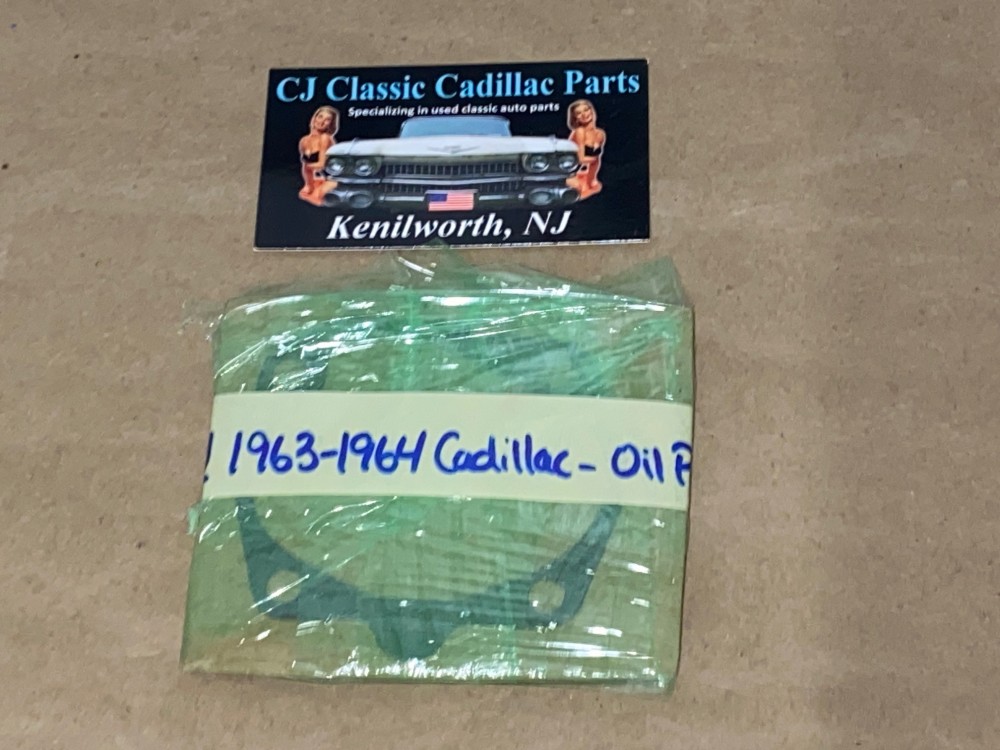 CJ Classic Cadillac Parts
Specializing in used classic auto parts
Kenilworth, NJ
! 1963-1964 Cadillac - Oil P